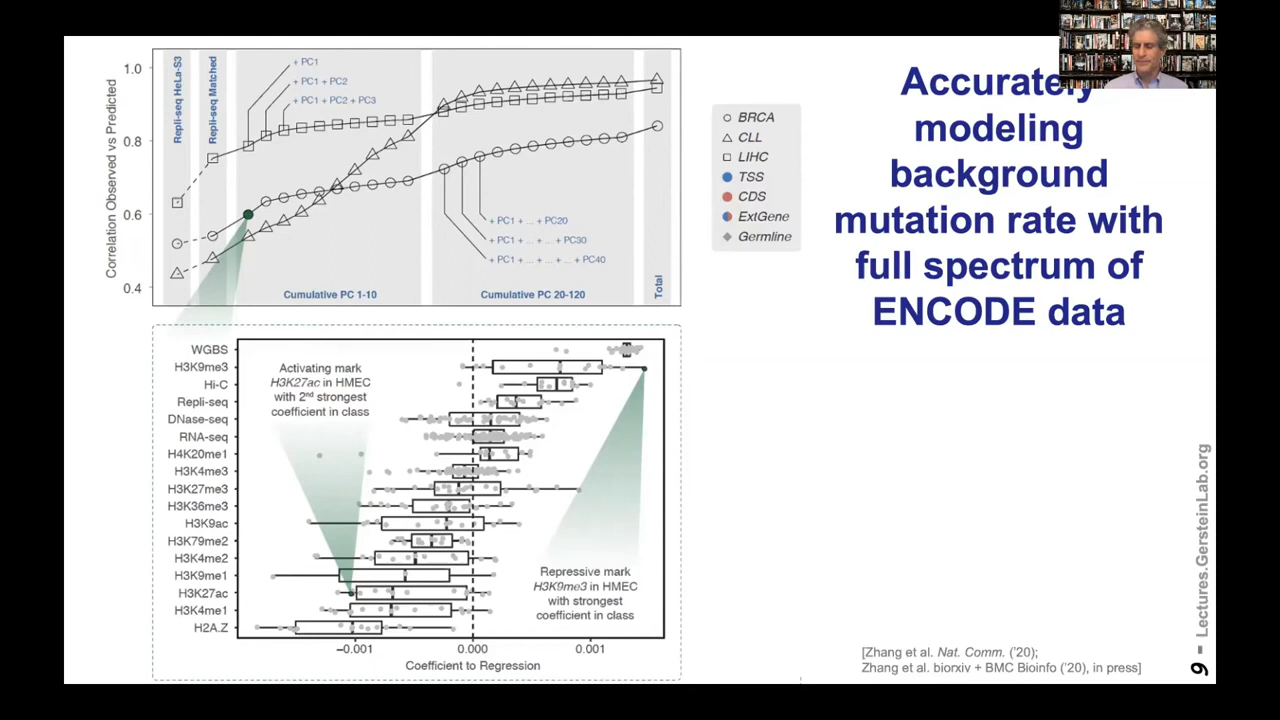 Accurately
modeling
background
mutation rate with
full spectrum of
ENCODE data
Correlation Observed vs Predicted
1.0
0.8
0.6
0.4
Repli-seq HeLa-S3
Repli-seq Matched
+ PC1
+ PC1 + PC2
+ PC1 + PC2 + PC3
+ PC1 + ... + PC20
+ PC1 + ... + ... + PC30
+ PC1 + ... + ... + ... + PC40
Cumulative PC 1-10
Cumulative PC 20-120
Total
BRCA
CLL
LIHC
TSS
CDS
ExtGene
Germline
WGBS
H3K9me3
Hi-C
Repli-seq
DNase-seq
RNA-seq
H4K20me1
H3K4me3
H3K27me3
H3K36me3
H3K9ac
H3K79me2
H3K4me2
H3K9me1
H3K27ac
H3K4me1
H2A.Z
Activating mark
H3K27ac in HMEC
with 2nd strongest
coefficient in class
Repressive mark
H3K9me3 in HMEC
with strongest
coefficient in class
−0.001
0.000
0.001
Coefficient to Regression
[Zhang et al. Nat. Comm. ('20);
Zhang et al. biorxiv + BMC Bioinfo ('20), in press]
9 - Lectures.GersteinLab.org